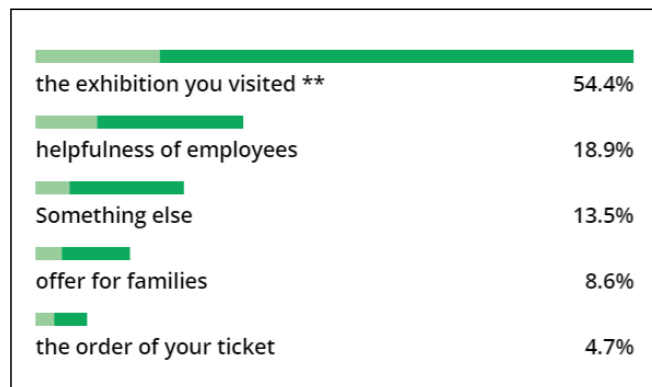 the exhibition you visited ** 54.4%
helpfulness of employees 18.9%
Something else 13.5%
offer for families 8.6%
the order of your ticket 4.7%